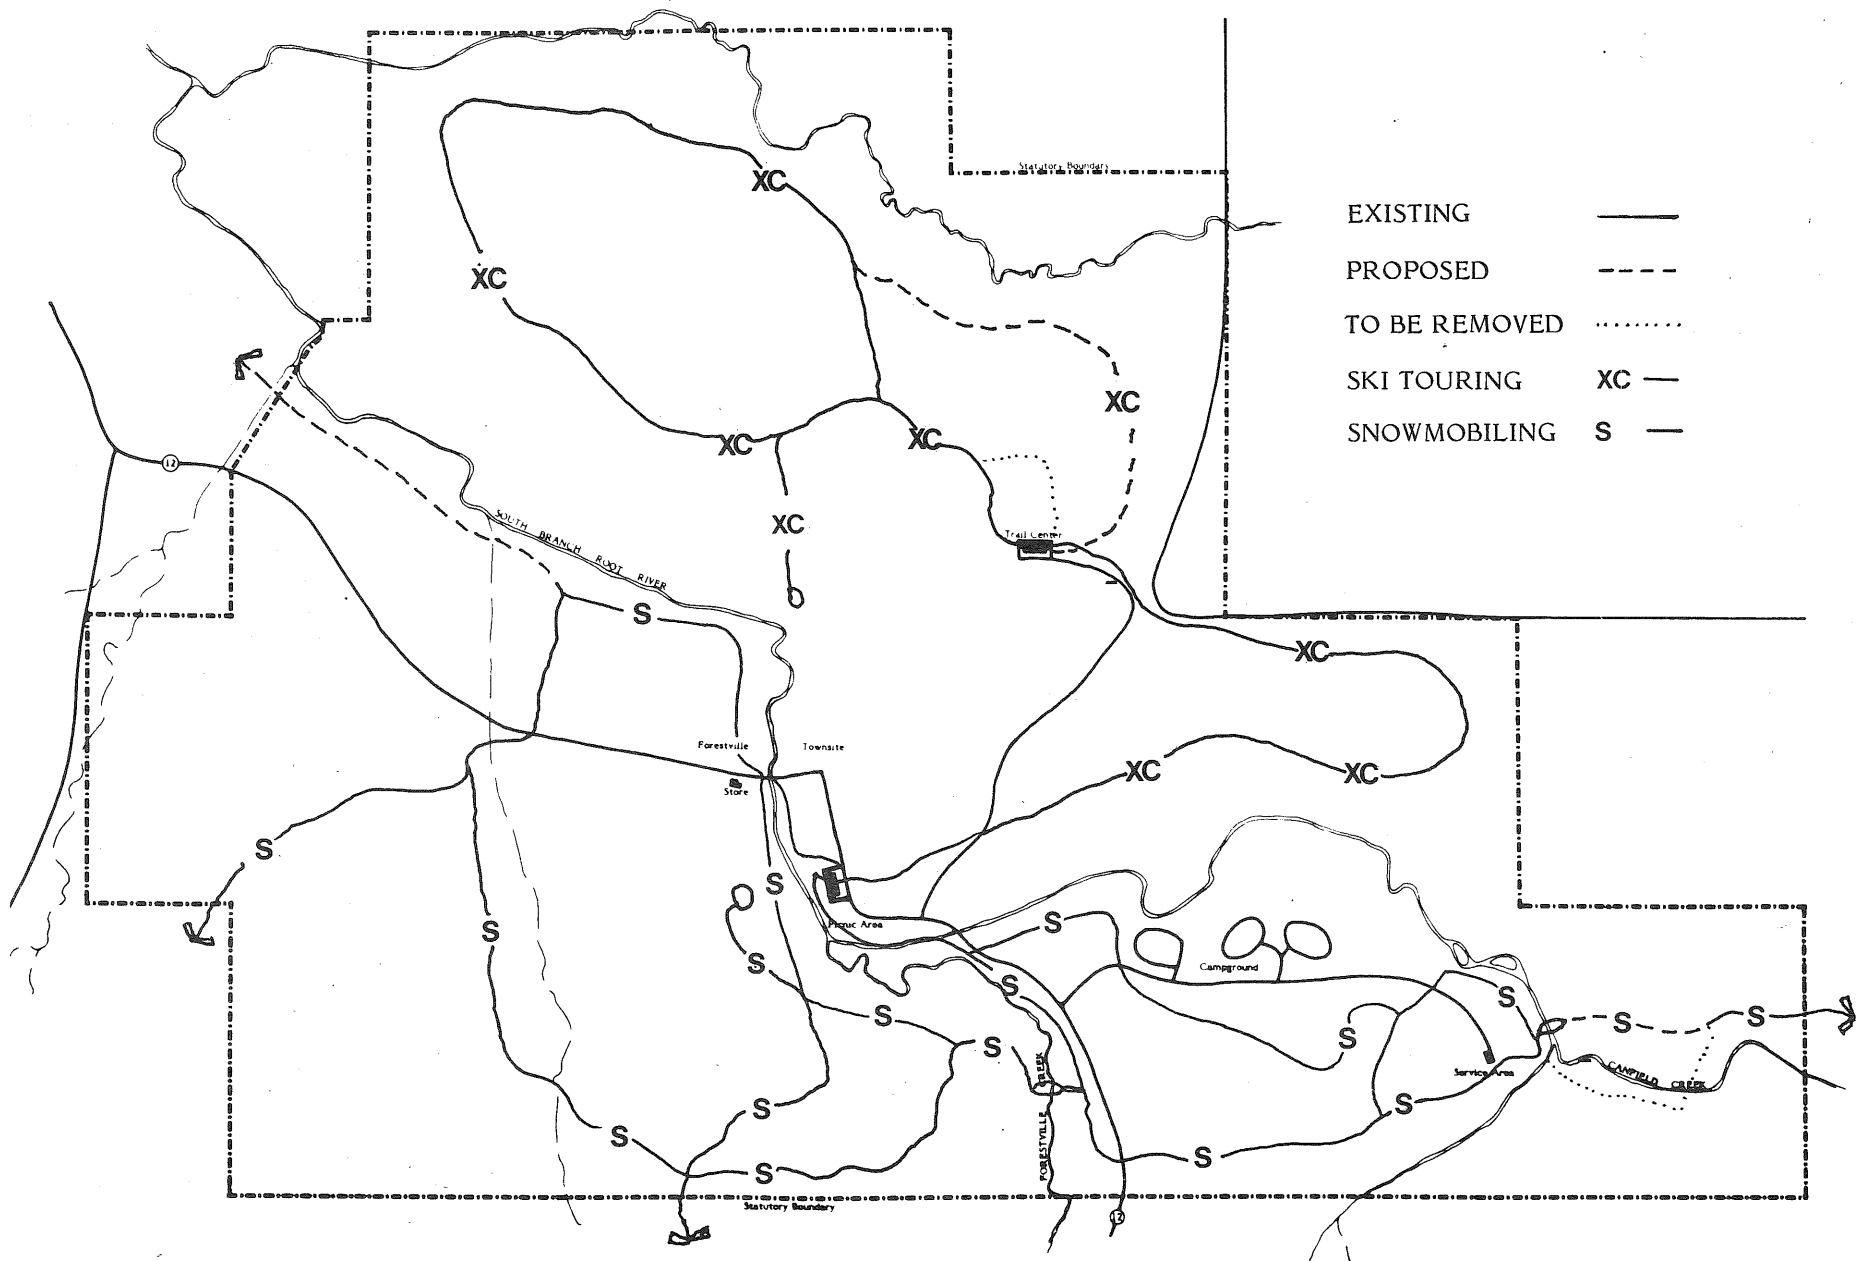 Statutory Boundary
EXISTING
PROPOSED
TO BE REMOVED
SKI TOURING XC
SNOWMOBILING S
XC
XC
XC
XC
XC
XC
12
SOUTH BRANCH ROOT RIVER
Trail Center
S
XC
Forestville Townsite
Store
XC
XC
S
S
S
Picnic Area
S
S
Campground
S
S
S
S
S
S
S
S
CANFIELD CREEK
Service Area
FORESTVILLE CREEK
S
S
S
S
S
Statutory Boundary
12